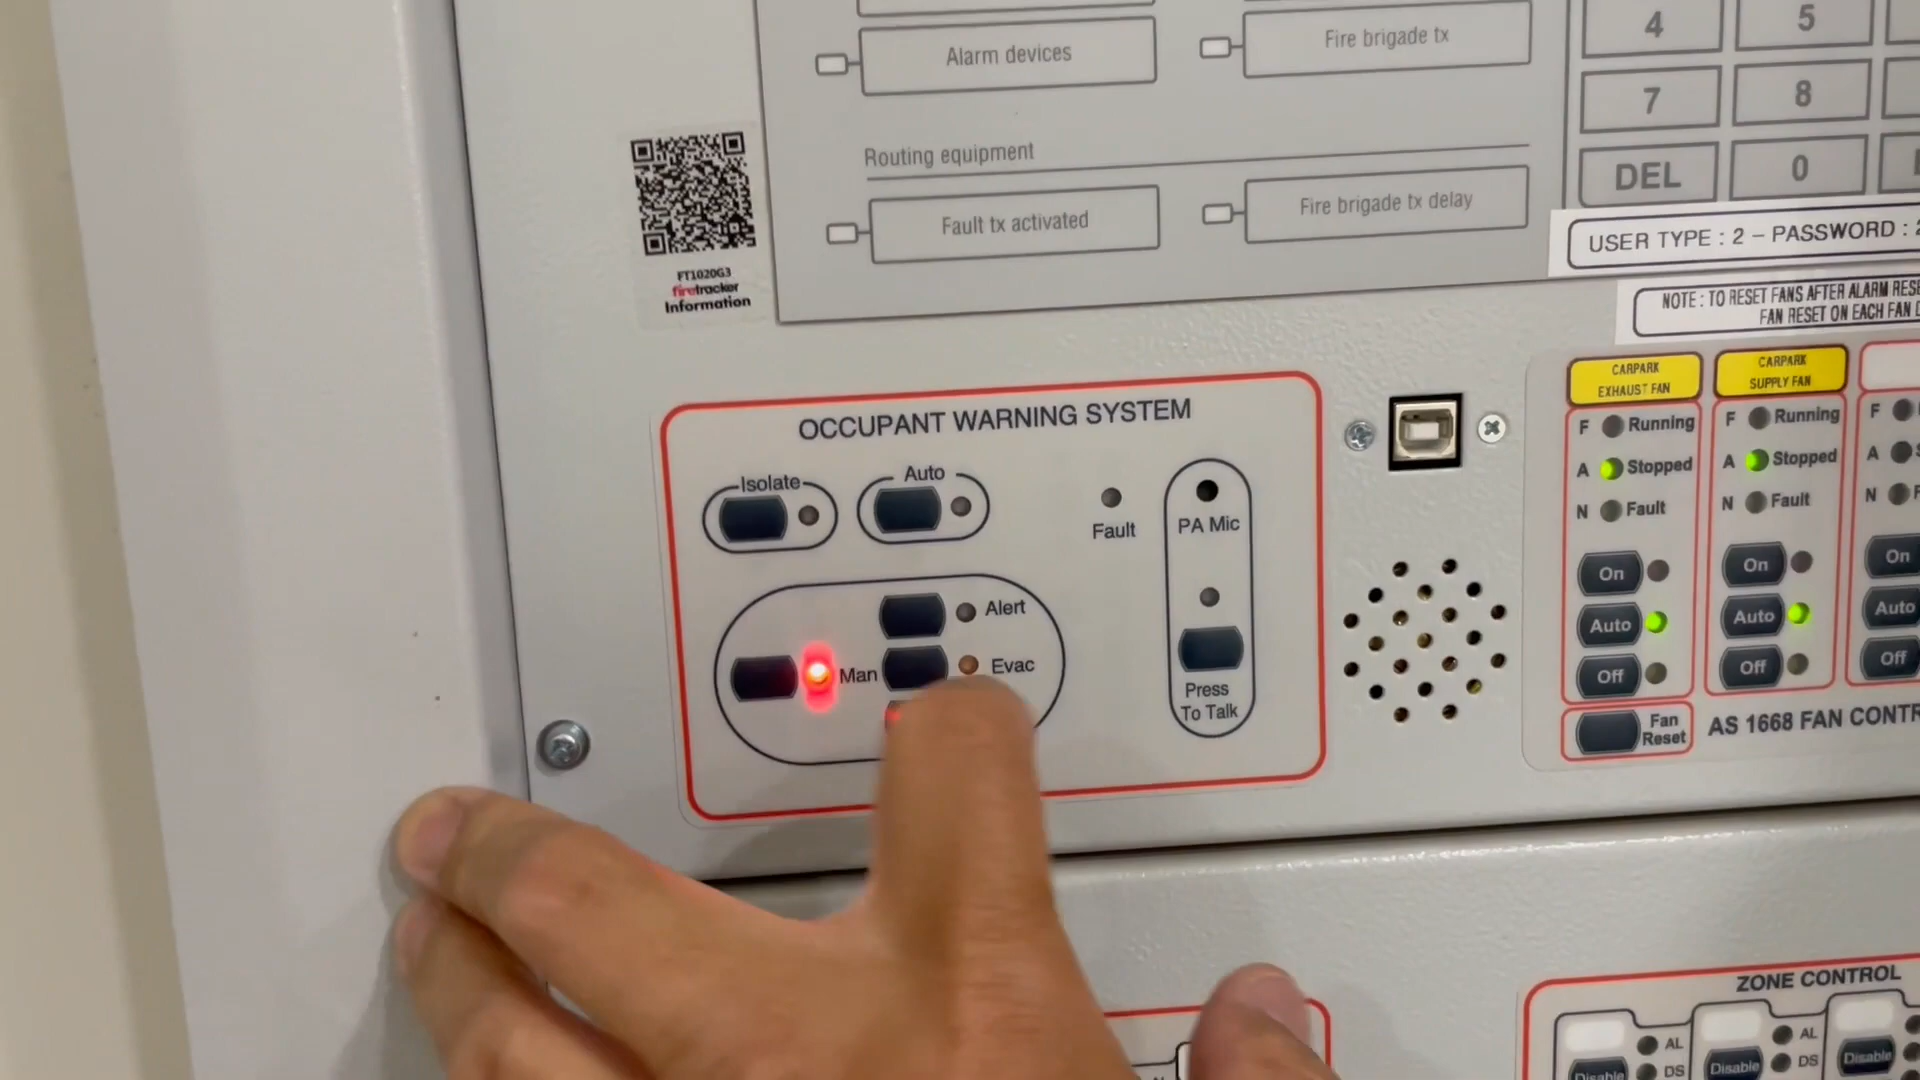 Alarm devices
Fire brigade tx
4
5
7
8
Routing equipment
DEL
0
Fault tx activated
Fire brigade tx delay
USER TYPE : 2 – PASSWORD :
FT1020G3
firetracker
Information
NOTE : TO RESET FANS AFTER ALARM
FAN RESET ON EACH FAN
OCCUPANT WARNING SYSTEM
Isolate
Auto
Fault
PA Mic
Alert
Man
Evac
Press
To Talk
CARPARK
EXHAUST FAN
F Running
A Stopped
N Fault
On
Auto
Off
Fan
Reset
CARPARK
SUPPLY FAN
F Running
A Stopped
N Fault
On
Auto
Off
F
A
N
On
Auto
Off
AS 1668 FAN
ZONE CONTROL
AL
DS
Disable
AL
DS
Disable
Disable